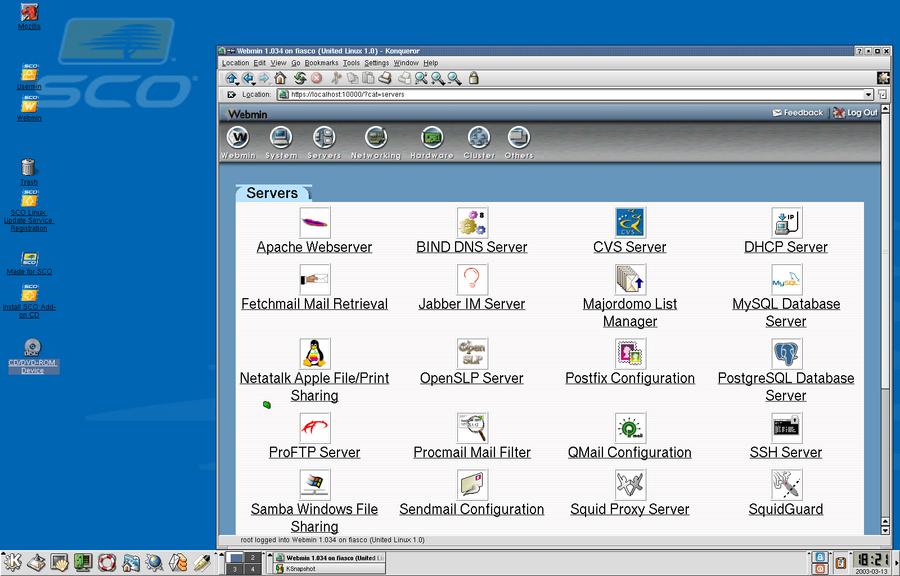 Mozilla
SCO
Usermin
Webmin
Trash
SCO Linux
Update Service
Registration
Made for SCO
Install SCO Add-
on CD
CD/DVD-ROM
Device
Webmin 1.034 on fiasco (United Linux 1.0) - Konqueror
Location Edit View Go Bookmarks Tools Settings Window Help
Location: https://localhost:10000/?cat=servers
Webmin
Feedback Log Out
Webmin System Servers Networking Hardware Cluster Others
Servers
Apache Webserver
BIND DNS Server
CVS Server
DHCP Server
Fetchmail Mail Retrieval
Jabber IM Server
Majordomo List
Manager
MySQL Database
Server
Netatalk Apple File/Print
Sharing
OpenSLP Server
Postfix Configuration
PostgreSQL Database
Server
ProFTP Server
Procmail Mail Filter
QMail Configuration
SSH Server
Samba Windows File
Sharing
Sendmail Configuration
Squid Proxy Server
SquidGuard
root logged into Webmin 1.034 on fiasco (United Linux 1.0)
2
3 4
Webmin 1.034 on fiasco (United Li
KSnapshot
18:21
2003-03-13